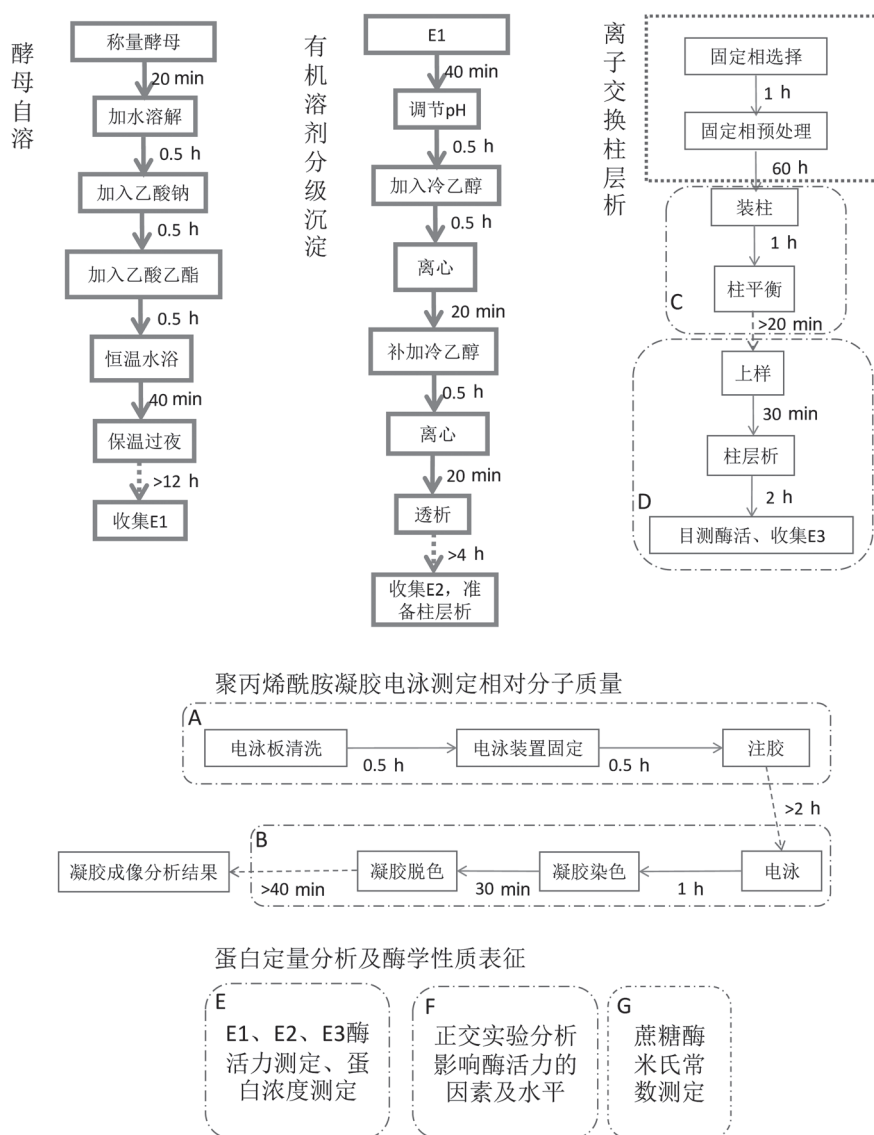 酵母自溶
称量酵母
20 min
加水溶解
0.5 h
加入乙酸钠
0.5 h
加入乙酸乙酯
0.5 h
恒温水浴
40 min
保温过夜
>12 h
收集E1
有机溶剂分级沉淀
E1
40 min
调节pH
0.5 h
加入冷乙醇
0.5 h
离心
20 min
补加冷乙醇
0.5 h
离心
20 min
透析
>4 h
收集E2，准
备柱层析
离子交换柱层析
固定相选择
1 h
固定相预处理
60 h
装柱
1 h
柱平衡
C
>20 min
上样
30 min
柱层析
2 h
D
目测酶活、收集E3
聚丙烯酰胺凝胶电泳测定相对分子质量
A
电泳板清洗
0.5 h
电泳装置固定
0.5 h
注胶
>2 h
B
电泳
1 h
凝胶染色
30 min
凝胶脱色
>40 min
凝胶成像分析结果
蛋白定量分析及酶学性质表征
E
E1、E2、E3酶
活力测定、蛋
白浓度测定
F
正交实验分析
影响酶活力的
因素及水平
G
蔗糖酶
米氏常
数测定